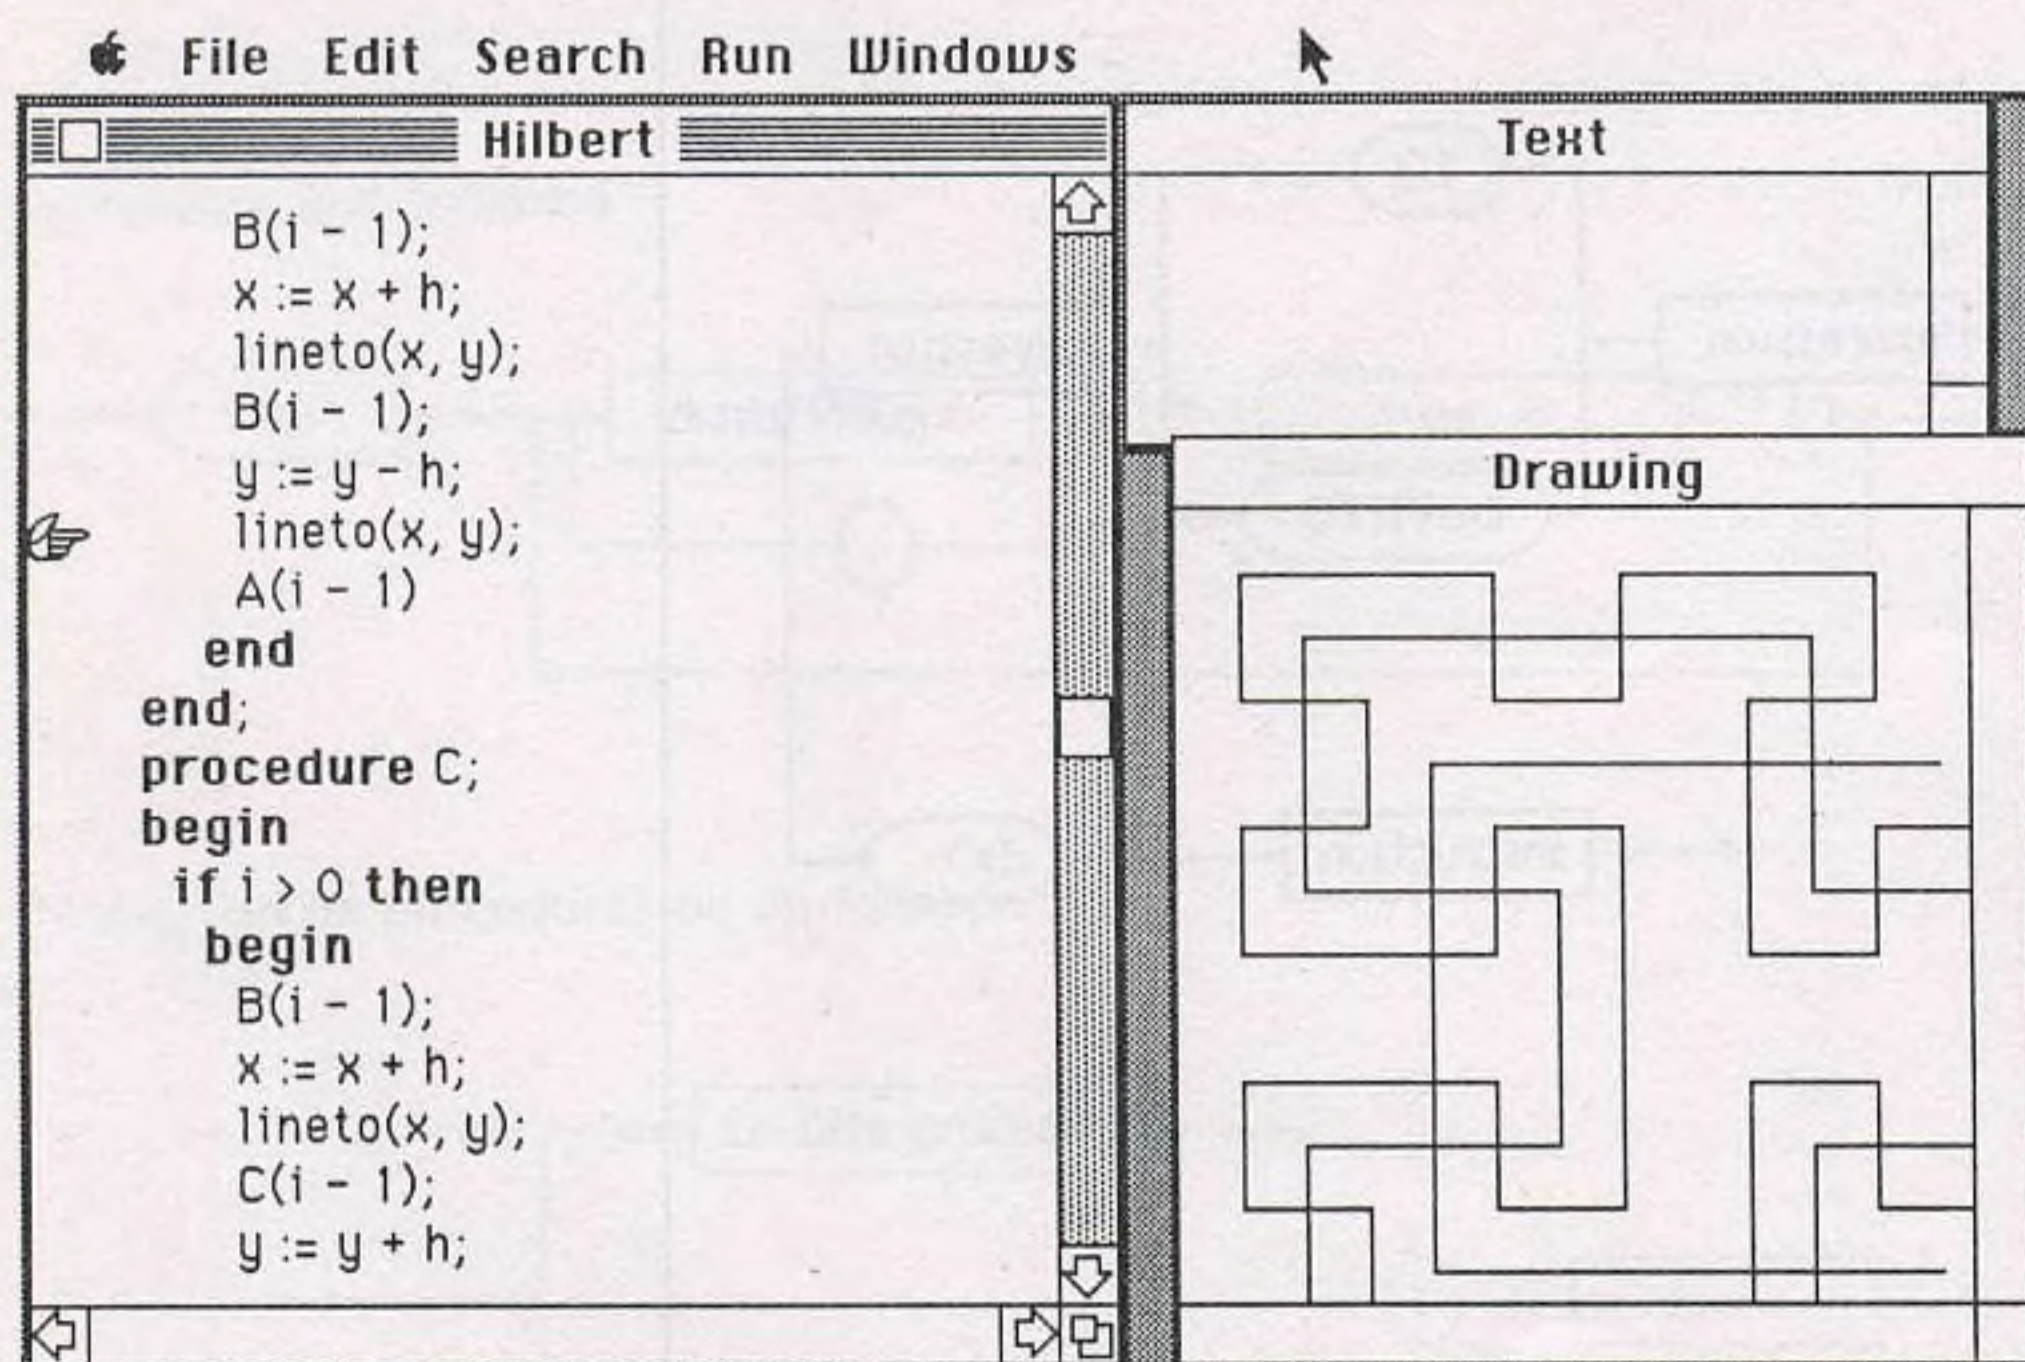 File Edit Search Run Windows
Hilbert
B(i - 1);
x := x + h;
lineto(x, y);
B(i - 1);
y := y - h;
lineto(x, y);
A(i - 1)
end
end;
procedure C;
begin
if i > 0 then
begin
B(i - 1);
x := x + h;
lineto(x, y);
C(i - 1);
y := y + h;
Text
Drawing